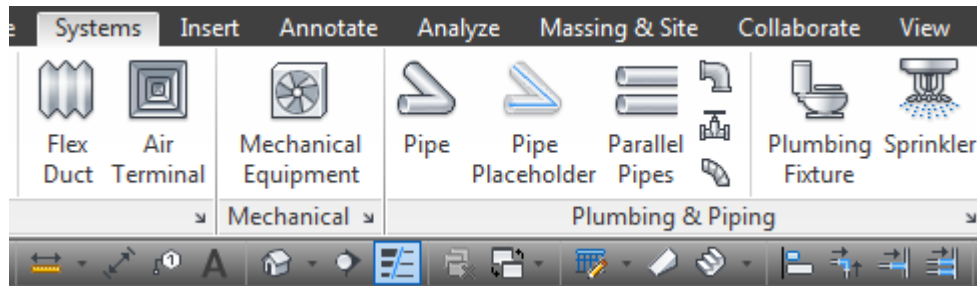 Systems Insert Annotate Analyze Massing & Site Collaborate View
Flex Duct
Air Terminal
Mechanical Equipment
Pipe
Pipe Placeholder
Parallel Pipes
Plumbing Fixture
Sprinkler
Mechanical
Plumbing & Piping
1
A